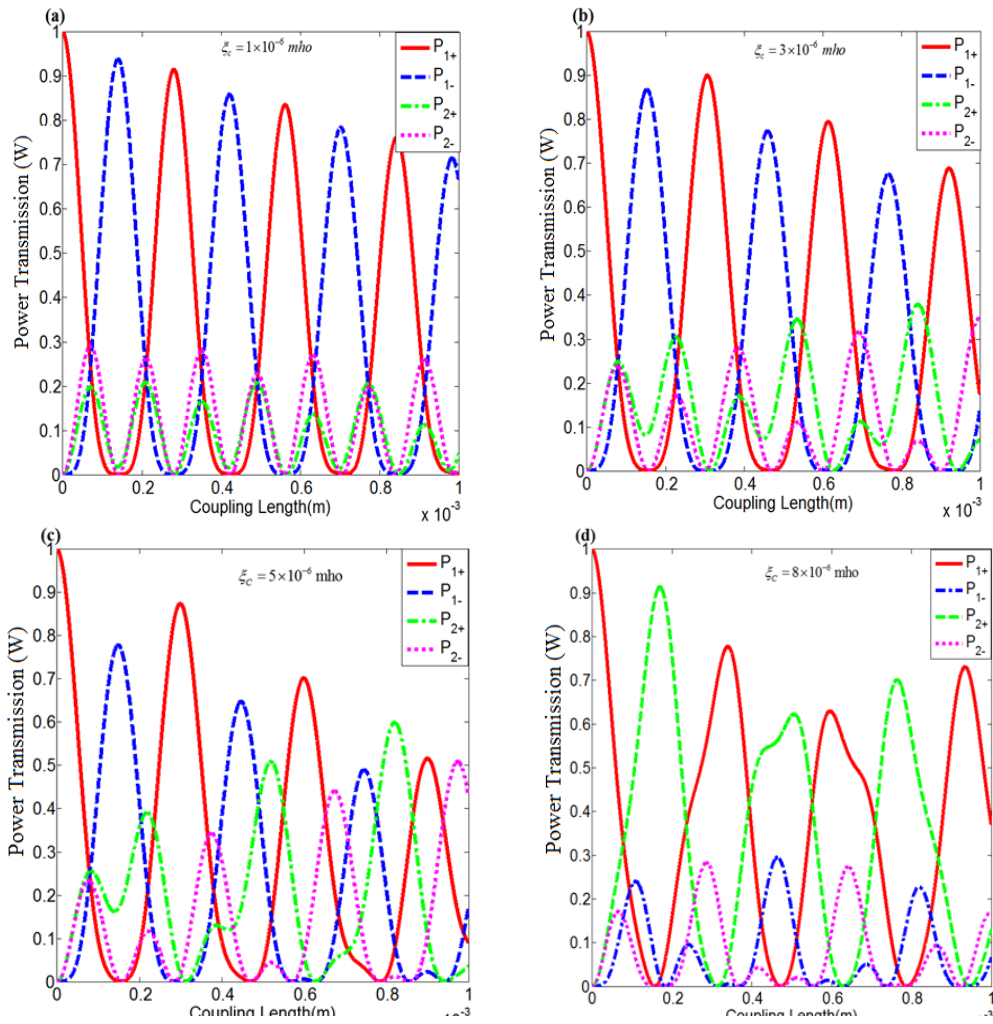 (a)
ξc = 1×10⁻⁶ mho
P1+
P1-
P2+
P2-
1
0.9
0.8
0.7
0.6
0.5
0.4
0.3
0.2
0.1
0
Power Transmission (W)
0 0.2 0.4 0.6 0.8 1
Coupling Length(m)
x 10⁻³
(b)
ξc = 3×10⁻⁶ mho
P1+
P1-
P2+
P2-
1
0.9
0.8
0.7
0.6
0.5
0.4
0.3
0.2
0.1
0
Power Transmission (W)
0 0.2 0.4 0.6 0.8 1
Coupling Length(m)
x 10⁻³
(c)
ξC = 5×10⁻⁶ mho
P1+
P1-
P2+
P2-
1
0.9
0.8
0.7
0.6
0.5
0.4
0.3
0.2
0.1
0
Power Transmission (W)
0 0.2 0.4 0.6 0.8 1
Coupling Length(m)
(d)
ξC = 8×10⁻⁶ mho
P1+
P1-
P2+
P2-
1
0.9
0.8
0.7
0.6
0.5
0.4
0.3
0.2
0.1
0
Power Transmission (W)
0 0.2 0.4 0.6 0.8 1
Coupling Length(m)